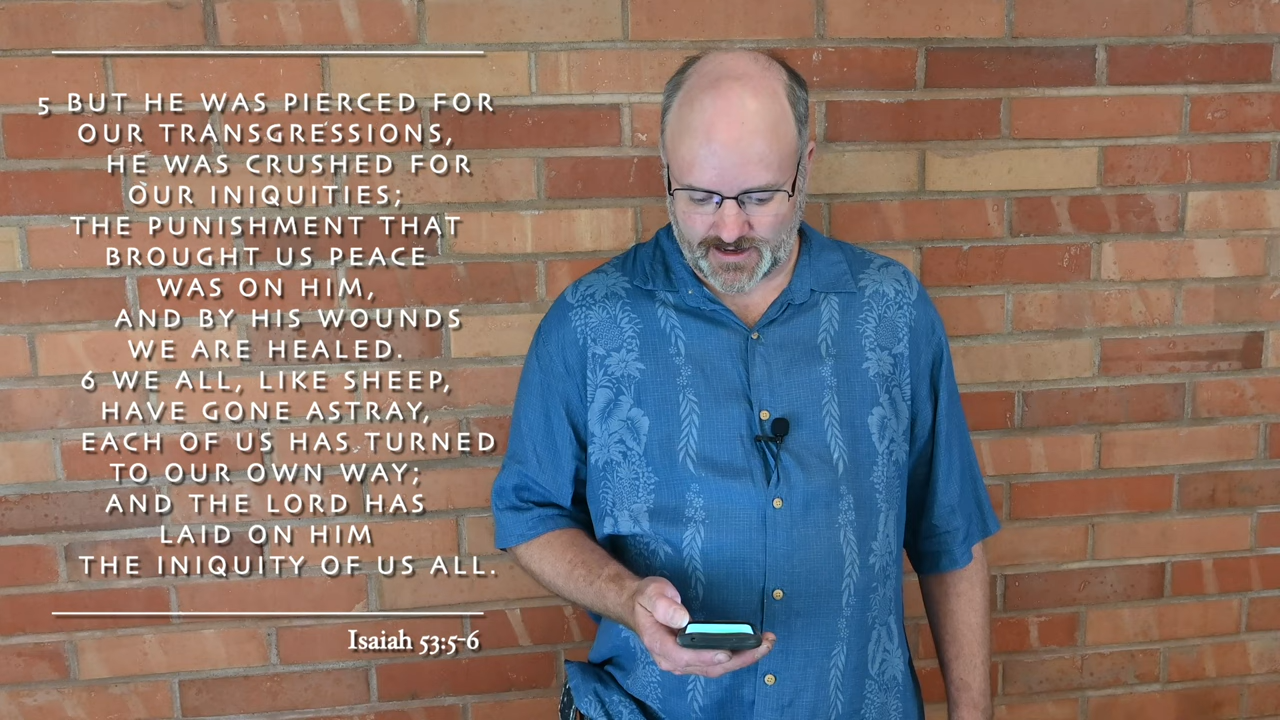 5 BUT HE WAS PIERCED FOR
OUR TRANSGRESSIONS,
HE WAS CRUSHED FOR
OUR INIQUITIES;
THE PUNISHMENT THAT
BROUGHT US PEACE
WAS ON HIM,
AND BY HIS WOUNDS
WE ARE HEALED.
6 WE ALL, LIKE SHEEP,
HAVE GONE ASTRAY,
EACH OF US HAS TURNED
TO OUR OWN WAY;
AND THE LORD HAS
LAID ON HIM
THE INIQUITY OF US ALL.
Isaiah 53:5-6